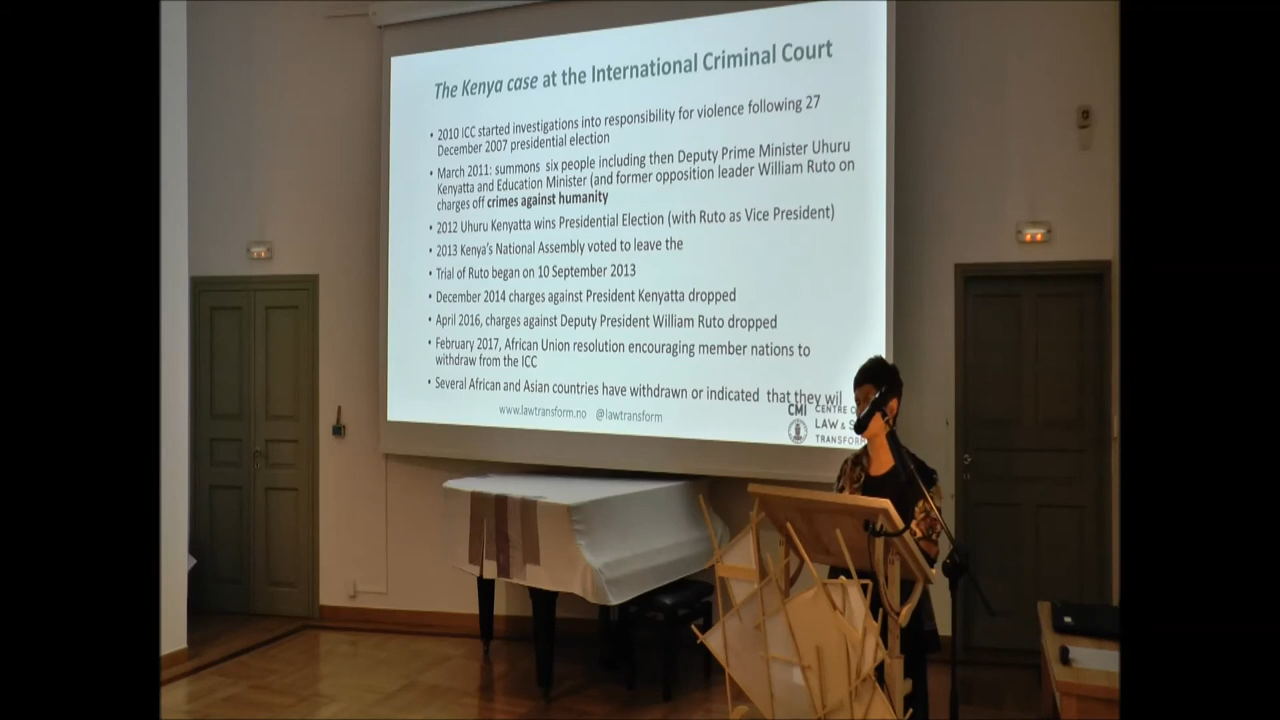 The Kenya case at the International Criminal Court
• 2010 ICC started investigations into responsibility for violence following 27
December 2007 presidential election
• March 2011: summons six people including then Deputy Prime Minister Uhuru
Kenyatta and Education Minister (and former opposition leader William Ruto on
charges off crimes against humanity
• 2012 Uhuru Kenyatta wins Presidential Election (with Ruto as Vice President)
• 2013 Kenya's National Assembly voted to leave the
• Trial of Ruto began on 10 September 2013
• December 2014 charges against President Kenyatta dropped
• April 2016, charges against Deputy President William Ruto dropped
• February 2017, African Union resolution encouraging member nations to
withdraw from the ICC
• Several African and Asian countries have withdrawn or indicated that they wil
www.lawtransform.no @lawtransform
CMI CENTRE
LAW & S
TRANSFOR